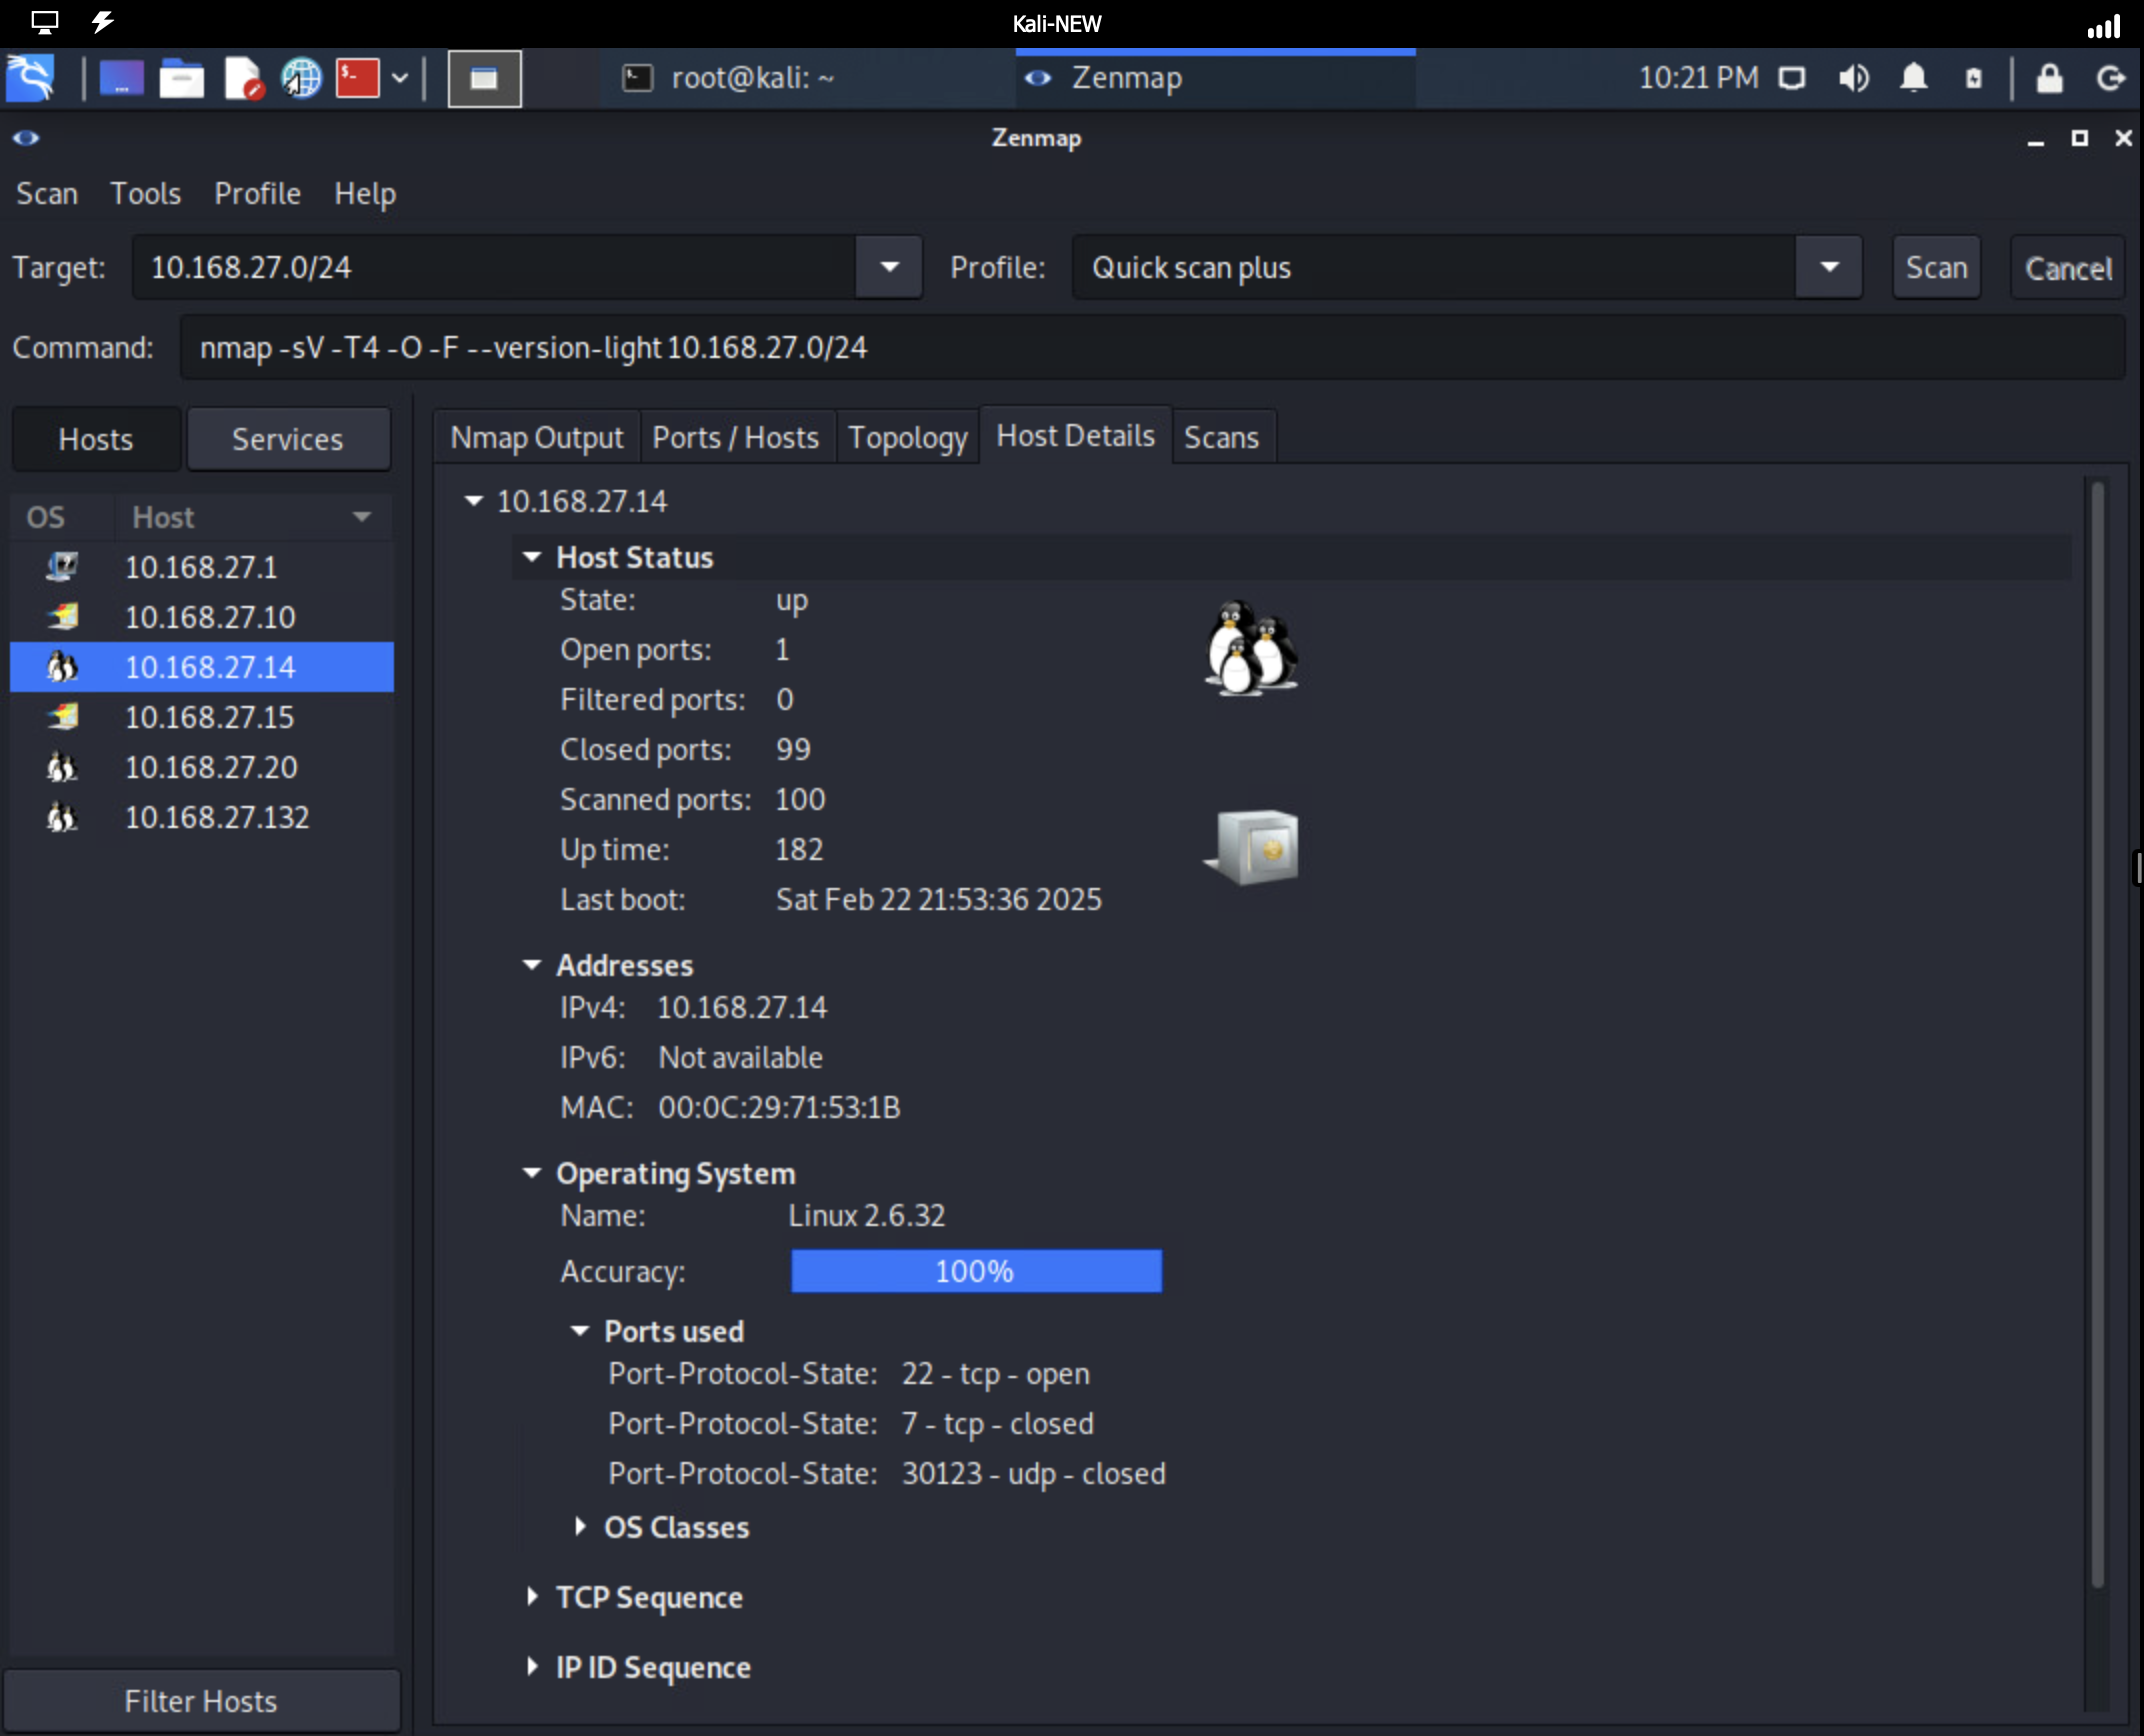 Kali-NEW
root@kali: ~
Zenmap
10:21 PM
Zenmap
Scan Tools Profile Help
Target: 10.168.27.0/24 Profile: Quick scan plus Scan Cancel
Command: nmap -sV -T4 -O -F --version-light 10.168.27.0/24
Hosts Services
OS Host
10.168.27.1
10.168.27.10
10.168.27.14
10.168.27.15
10.168.27.20
10.168.27.132
Filter Hosts
Nmap Output Ports / Hosts Topology Host Details Scans
10.168.27.14
Host Status
State: up
Open ports: 1
Filtered ports: 0
Closed ports: 99
Scanned ports: 100
Up time: 182
Last boot: Sat Feb 22 21:53:36 2025
Addresses
IPv4: 10.168.27.14
IPv6: Not available
MAC: 00:0C:29:71:53:1B
Operating System
Name: Linux 2.6.32
Accuracy: 100%
Ports used
Port-Protocol-State: 22 - tcp - open
Port-Protocol-State: 7 - tcp - closed
Port-Protocol-State: 30123 - udp - closed
OS Classes
TCP Sequence
IP ID Sequence